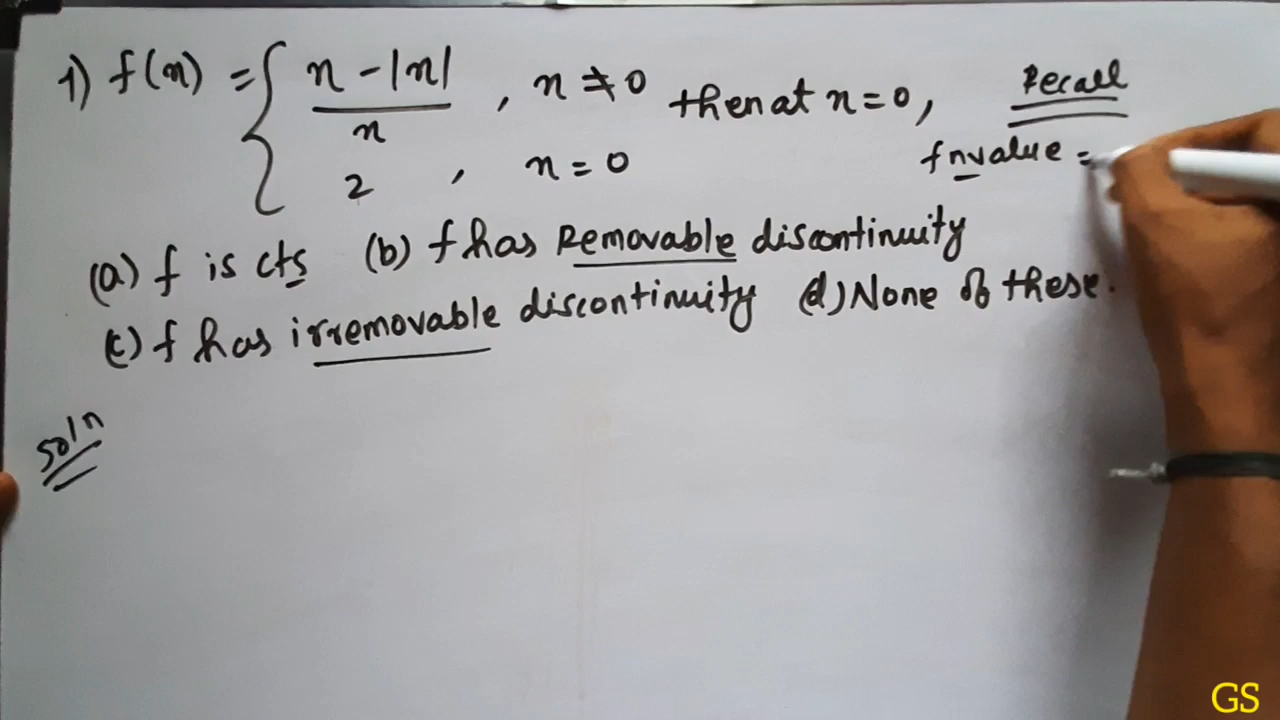 1) f(x) = { x - |x| / x , x ≠ 0 then at x = 0,
2 , x = 0
Recall
fnvalue =
(a) f is cts (b) f has Removable discontinuity
(c) f has irremovable discontinuity (d) None of these.
Soln
GS